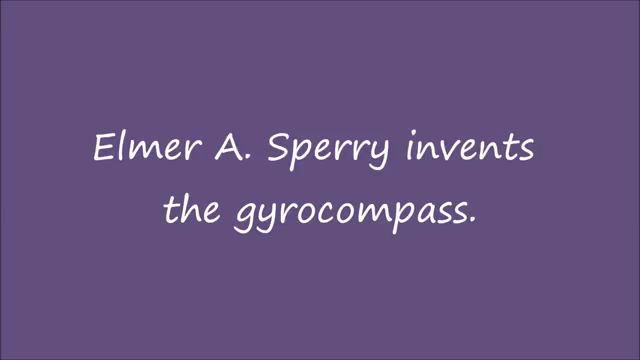 Elmer A. Sperry invents
the gyrocompass.